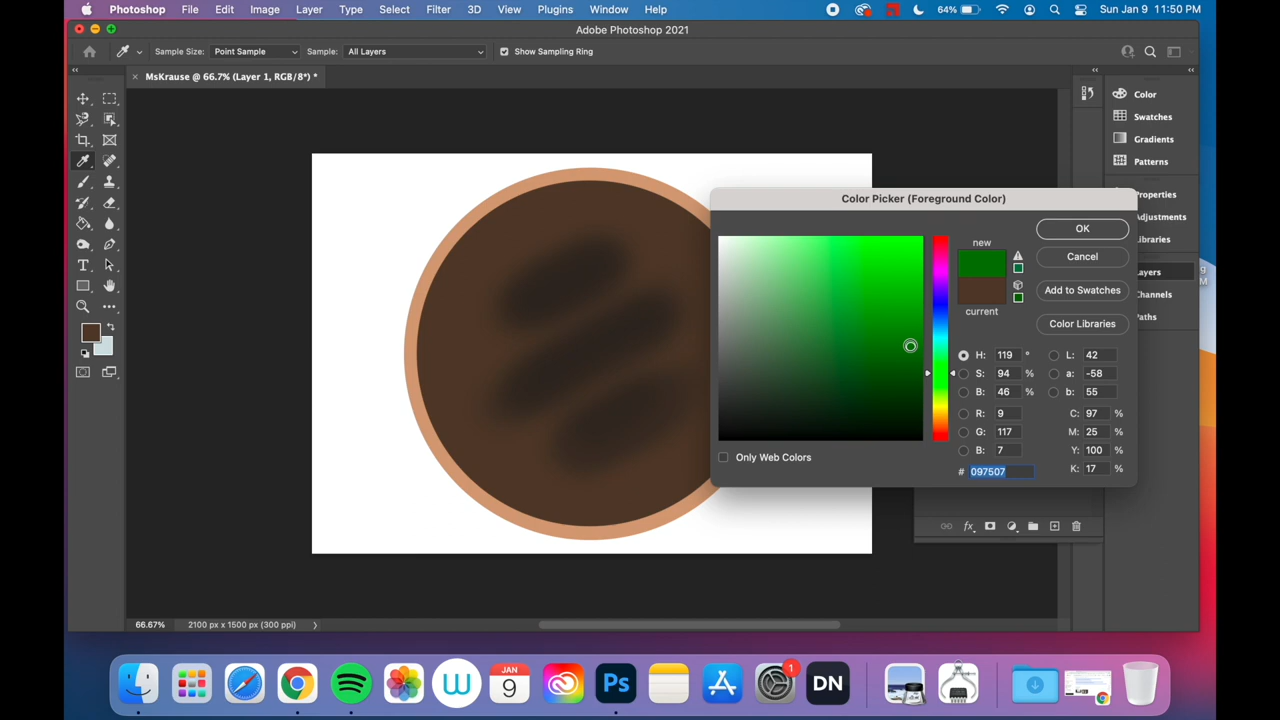 Photoshop File Edit Image Layer Type Select Filter 3D View Plugins Window Help 64% Sun Jan 9 11:50 PM
Adobe Photoshop 2021
Sample Size: Point Sample Sample: All Layers Show Sampling Ring
MsKrause @ 66.7% (Layer 1, RGB/8*) *
Color
Swatches
Gradients
Patterns
Properties
Adjustments
Libraries
Layers
Channels
Paths
Color Picker (Foreground Color)
new
current
OK
Cancel
Add to Swatches
Color Libraries
H: 119 °
S: 94 %
B: 46 %
R: 9
G: 117
B: 7
# 097507
L: 42
a: -58
b: 55
C: 97 %
M: 25 %
Y: 100 %
K: 17 %
Only Web Colors
fx
9
M
T
66.67% 2100 px x 1500 px (300 ppi)
JAN
9
W
Ps
1
DN